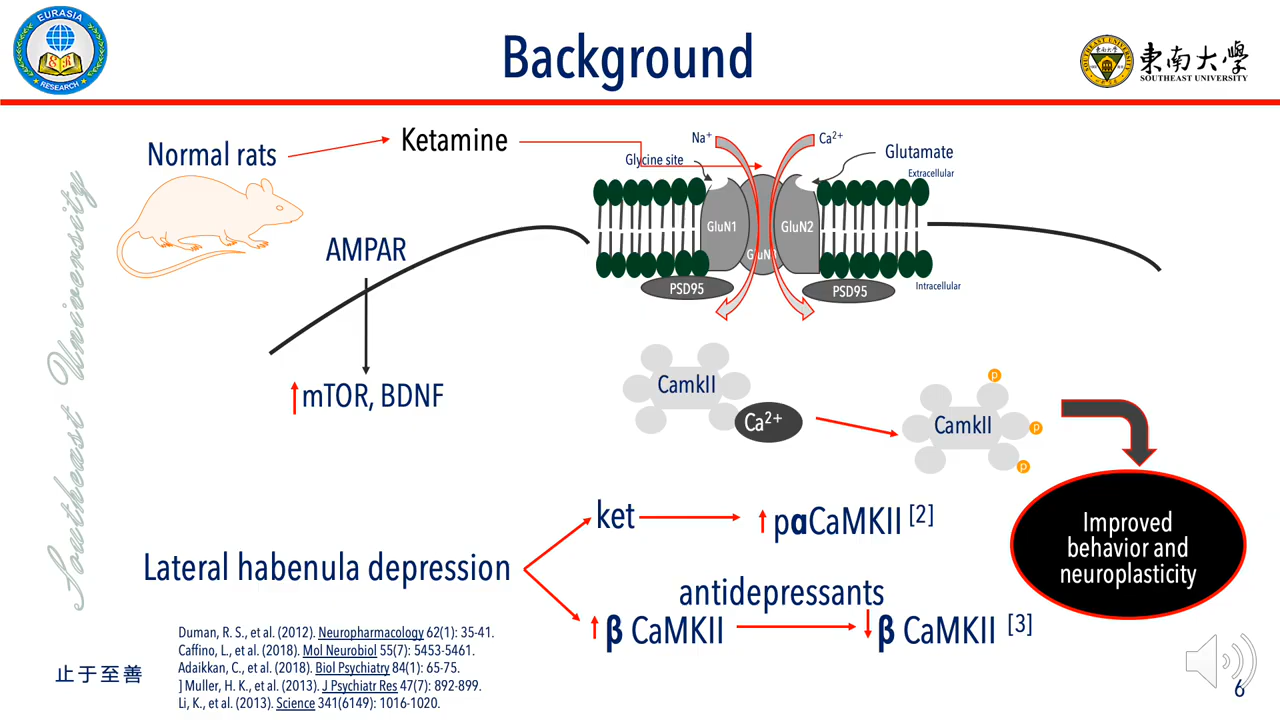 EURASIA
RESEARCH
Background
SOUTHEAST UNIVERSITY
東南大學
SOUTHEAST UNIVERSITY
Southeast University
Normal rats
Ketamine
Na⁺
Ca²⁺
Glycine site
Glutamate
Extracellular
GluN1
GluN2
PSD95
PSD95
Intracellular
AMPAR
mTOR, BDNF
CamkII
Ca²⁺
CamkII
P
P
P
Improved
behavior and
neuroplasticity
ket
pαCaMKII [2]
Lateral habenula depression
antidepressants
β CaMKII
β CaMKII [3]
Duman, R. S., et al. (2012). Neuropharmacology 62(1): 35-41.
Caffino, L., et al. (2018). Mol Neurobiol 55(7): 5453-5461.
Adaikkan, C., et al. (2018). Biol Psychiatry 84(1): 65-75.
] Muller, H. K., et al. (2013). J Psychiatr Res 47(7): 892-899.
Li, K., et al. (2013). Science 341(6149): 1016-1020.
止于至善
6